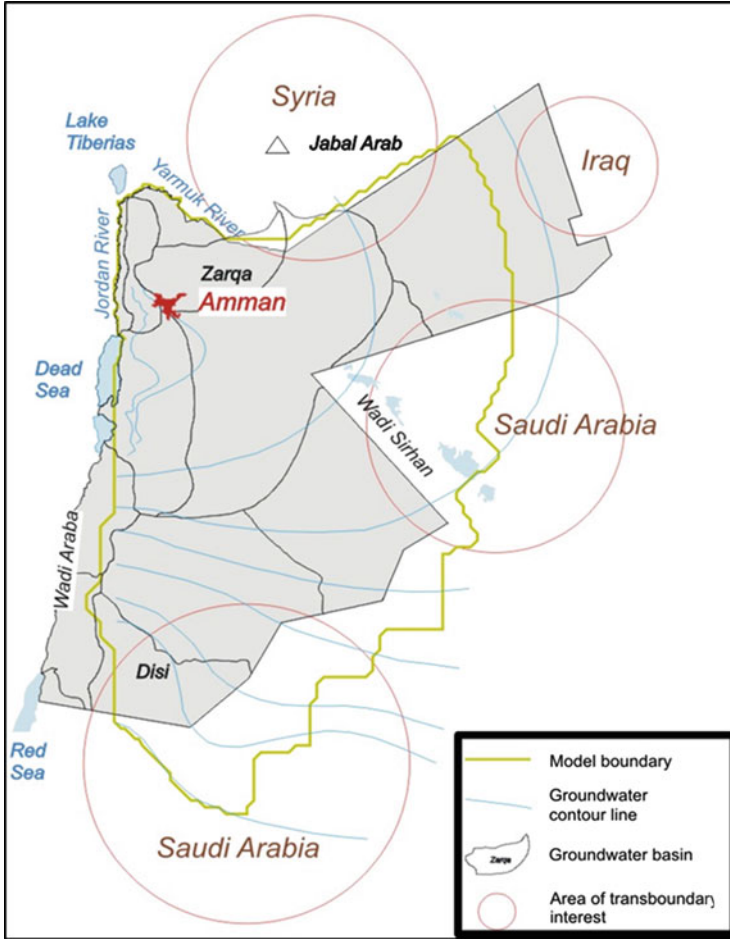 Syria
Jabal Arab
Lake
Tiberias
Iraq
Yarmuk River
Jordan River
Zarqa
Amman
Dead
Sea
Wadi Sirhan
Saudi Arabia
Wadi Araba
Disi
Red
Sea
Saudi Arabia
Model boundary
Groundwater
contour line
Zarqa
Groundwater basin
Area of transboundary
interest